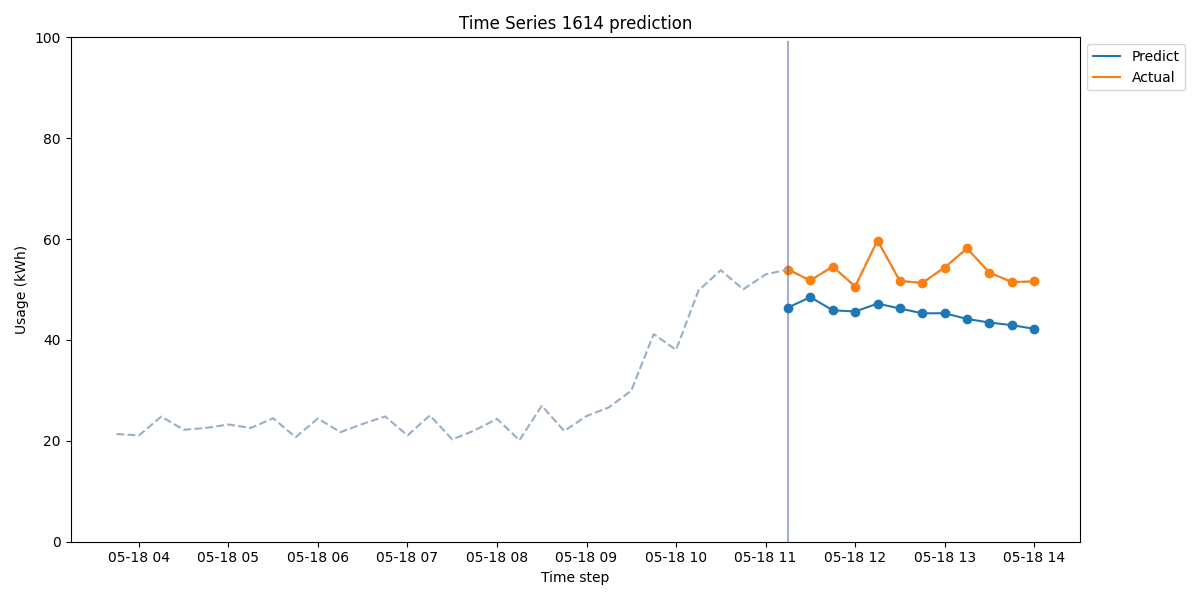 Time Series 1614 prediction
Predict
Actual
100
80
60
40
20
0
Usage (kWh)
05-18 04 05-18 05 05-18 06 05-18 07 05-18 08 05-18 09 05-18 10 05-18 11 05-18 12 05-18 13 05-18 14
Time step